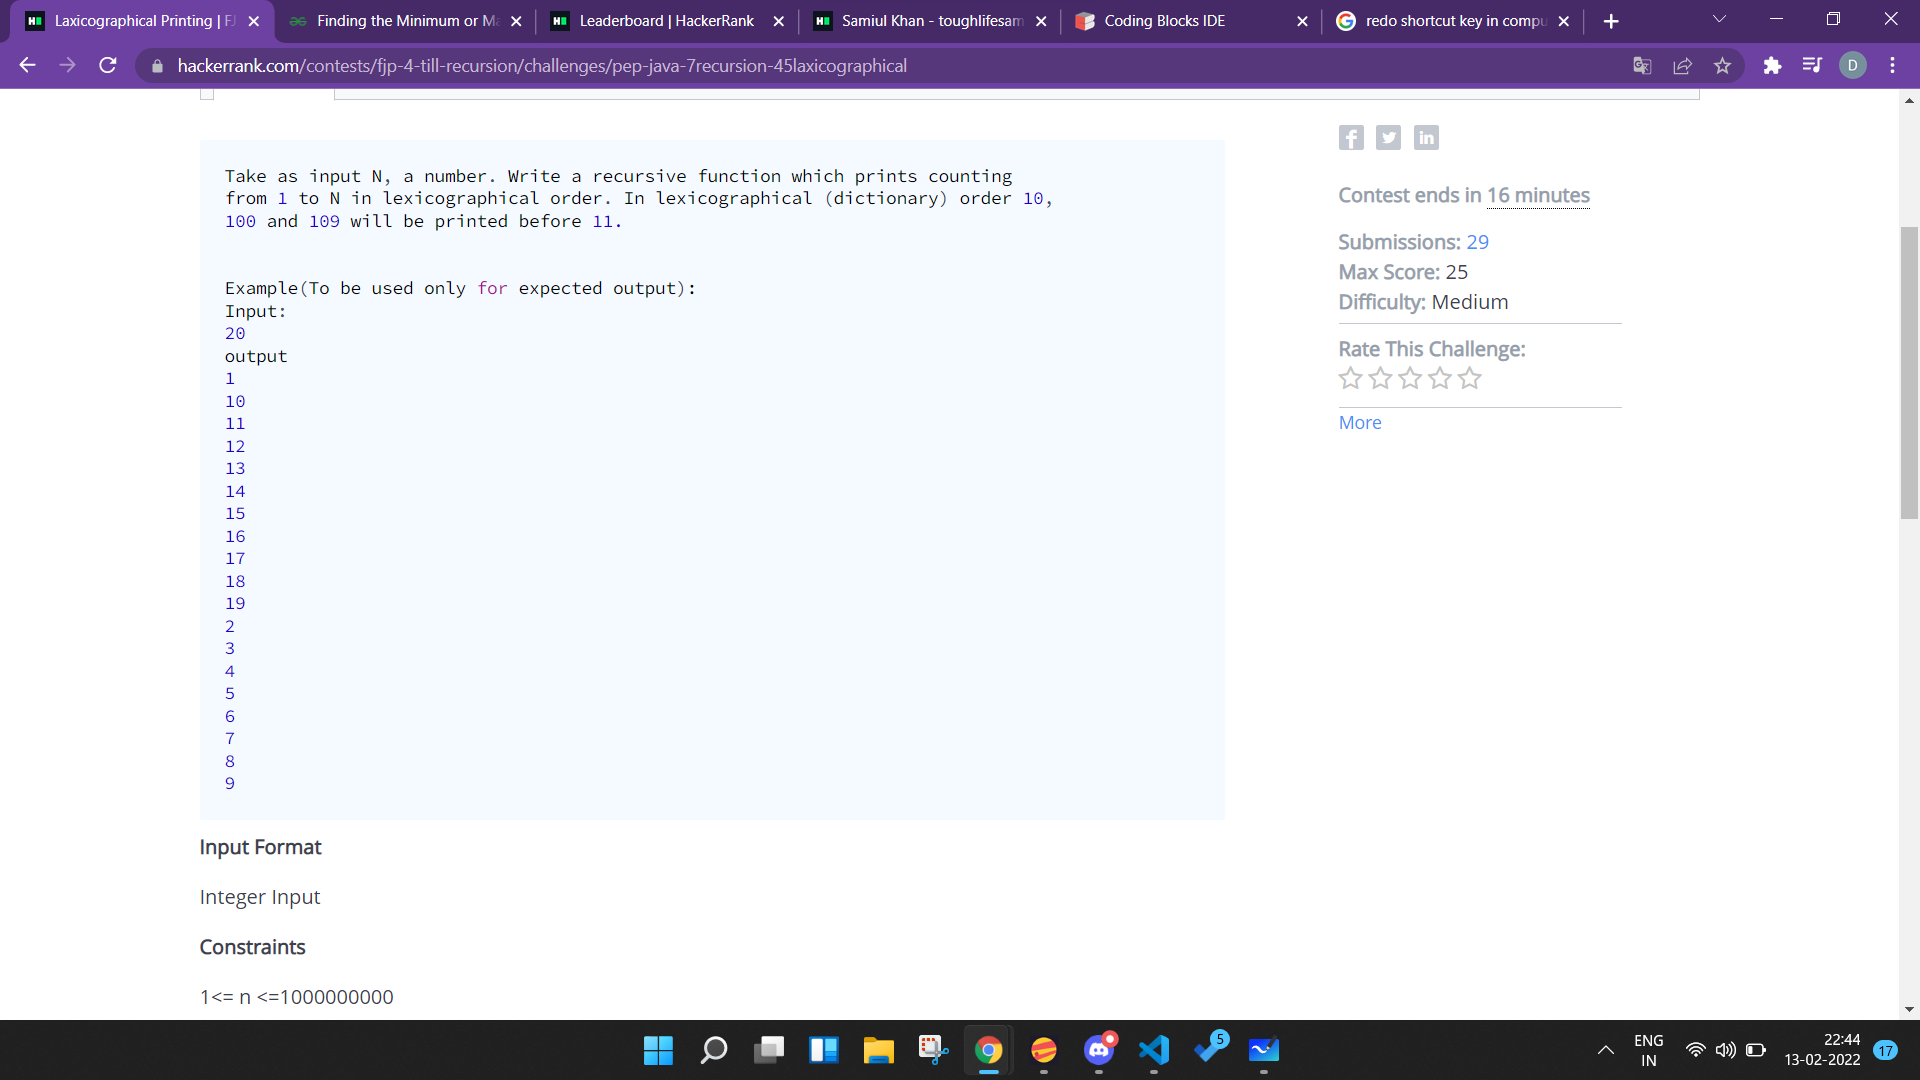 Laxicographical Printing | FJ
Finding the Minimum or Ma
Leaderboard | HackerRank
Samiul Khan - toughlifesam
Coding Blocks IDE
redo shortcut key in compu
hackerrank.com/contests/fjp-4-till-recursion/challenges/pep-java-7recursion-45laxicographical
D
Take as input N, a number. Write a recursive function which prints counting
from 1 to N in lexicographical order. In lexicographical (dictionary) order 10,
100 and 109 will be printed before 11.
Example(To be used only for expected output):
Input:
20
output
1
10
11
12
13
14
15
16
17
18
19
2
3
4
5
6
7
8
9
Input Format
Integer Input
Constraints
1<= n <=1000000000
Contest ends in 16 minutes
Submissions: 29
Max Score: 25
Difficulty: Medium
Rate This Challenge:
More
5
ENG
IN
22:44
13-02-2022
17